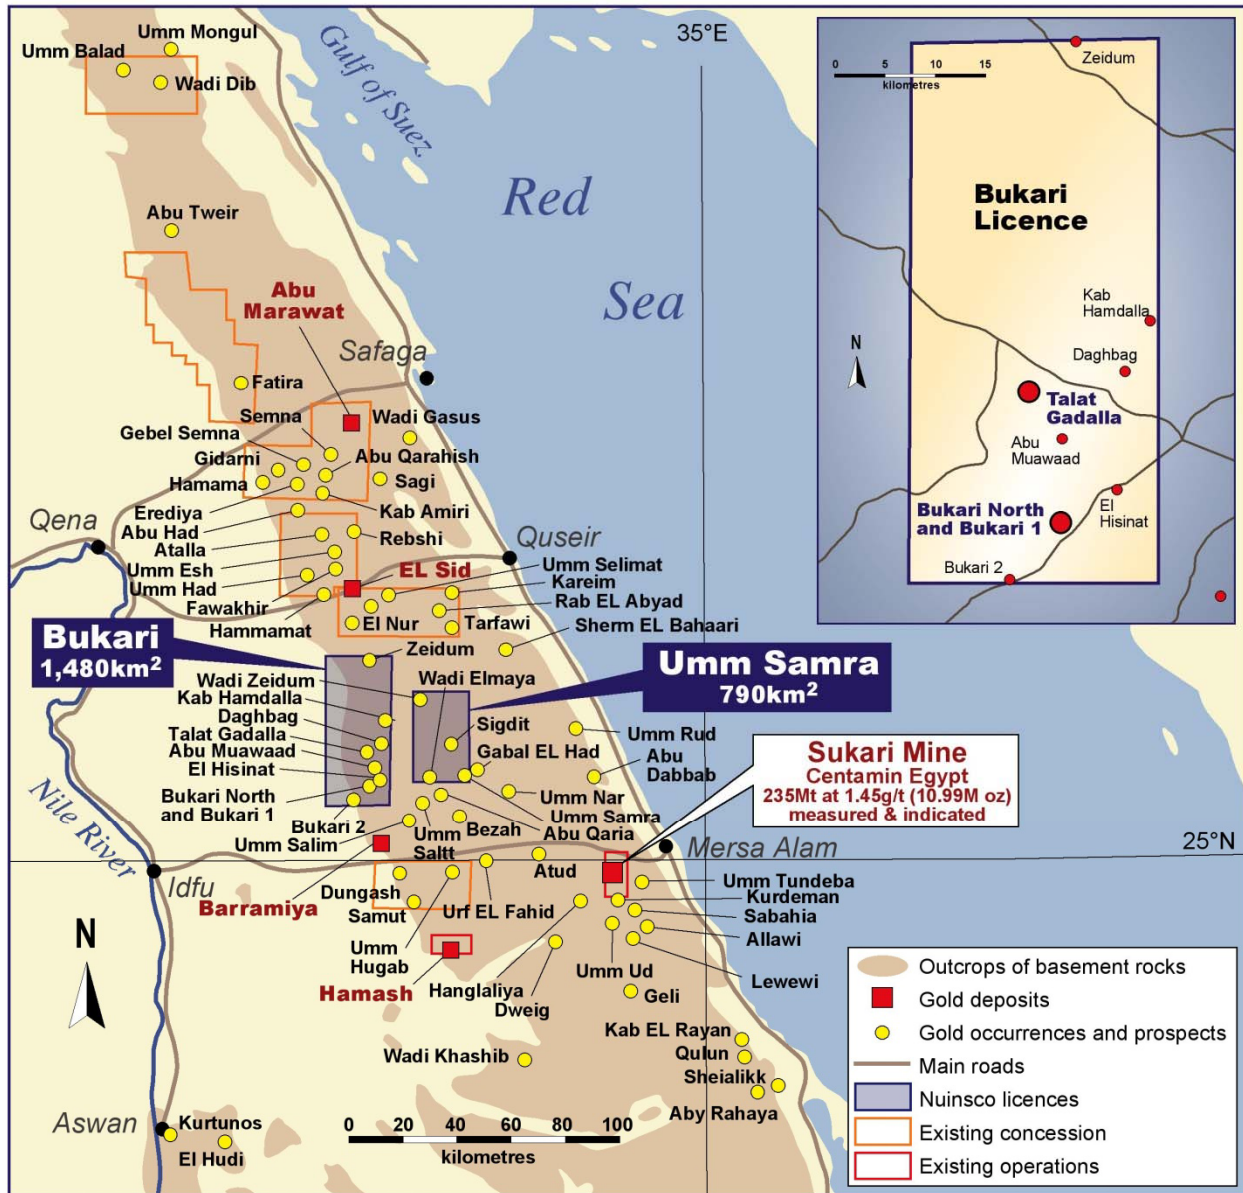 Umm Mongul
Umm Balad
Wadi Dib
Gulf of Suez
35°E
Red
Sea
Abu Tweir
Abu
Marawat
Safaga
Fatira
Semna
Wadi Gasus
Gebel Semna
Gidami
Abu Qarahish
Hamama
Sagi
Erediya
Kab Amiri
Qena
Abu Had
Atalla
Rebshi
Quseir
Umm Esh
Umm Had
EL Sid
Umm Selimat
Kareim
Fawakhir
Rab EL Abyad
Hammamat
El Nur
Tarfawi
Sherm EL Bahaari
Bukari
1,480km²
Zeidum
Umm Samra
790km²
Wadi Zeidum
Wadi Elmaya
Kab Hamdalla
Daghbag
Sigdit
Talat Gadalla
Umm Rud
Abu Muawaad
Gabal EL Had
Abu
Dabbab
El Hisinat
Bukari North
and Bukari 1
Umm Nar
Bukari 2
Umm Samra
Umm Salim
Umm
Saltt
Bezah
Abu Qaria
Sukari Mine
Centamin Egypt
235Mt at 1.45g/t (10.99M oz)
measured & indicated
Nile River
Mersa Alam
25°N
Idfu
Atud
Barramiya
Dungash
Samut
Urf EL Fahid
Umm Tundeba
Kurdeman
Sabahia
Allawi
Lewewi
N
Umm
Hugab
Hamash
Hanglaliya
Dweig
Umm Ud
Geli
Wadi Khashib
Kab EL Rayan
Qulun
Sheialikk
Aby Rahaya
Aswan
Kurtunos
El Hudi
0 20 40 60 80 100
kilometres
0 5 10 15
kilometres
Zeidum
Bukari
Licence
Kab
Hamdalla
N
Daghbag
Talat
Gadalla
Abu
Muawaad
Bukari North
and Bukari 1
El
Hisinat
Bukari 2
Outcrops of basement rocks
Gold deposits
Gold occurrences and prospects
Main roads
Nuinsco licences
Existing concession
Existing operations